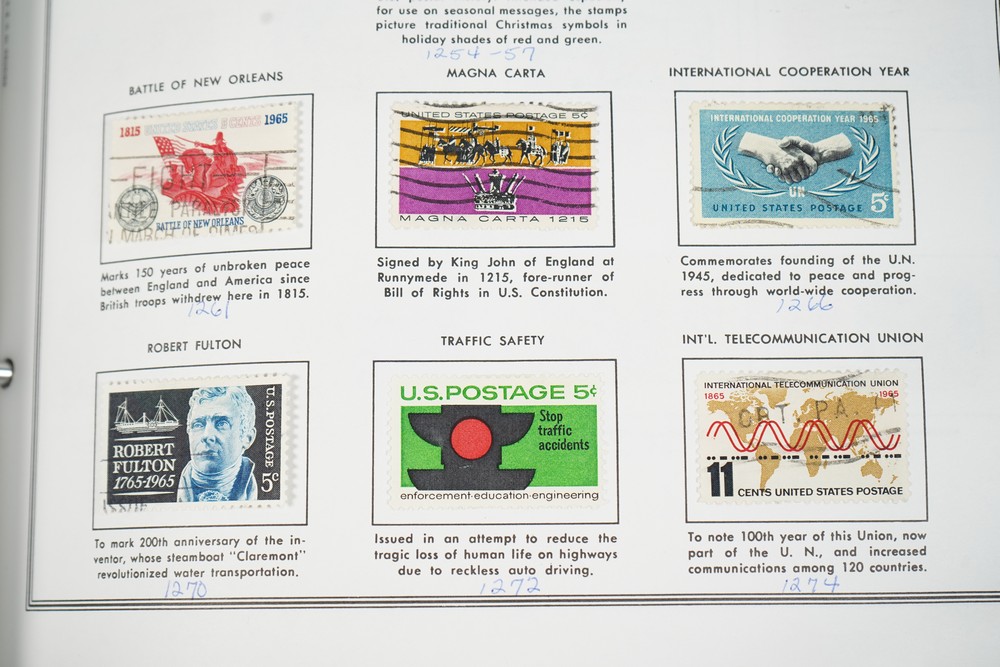 for use on seasonal messages, the stamps
picture traditional Christmas symbols in
holiday shades of red and green.
1254-57
BATTLE OF NEW ORLEANS
1815 1965
BATTLE OF NEW ORLEANS
Marks 150 years of unbroken peace
between England and America since
British troops withdrew here in 1815.
1261
MAGNA CARTA
UNITED STATES POSTAGE 5¢
MAGNA CARTA 1215
Signed by King John of England at
Runnymede in 1215, fore-runner of
Bill of Rights in U.S. Constitution.
INTERNATIONAL COOPERATION YEAR
INTERNATIONAL COOPERATION YEAR 1965
UN
UNITED STATES POSTAGE 5¢
Commemorates founding of the U.N.
1945, dedicated to peace and prog-
ress through world-wide cooperation.
1266
ROBERT FULTON
ROBERT
FULTON
1765-1965
U.S. POSTAGE
5¢
To mark 200th anniversary of the in-
ventor, whose steamboat "Claremont"
revolutionized water transportation.
1270
TRAFFIC SAFETY
U.S. POSTAGE 5¢
Stop
traffic
accidents
enforcement·education·engineering
Issued in an attempt to reduce the
tragic loss of human life on highways
due to reckless auto driving.
1272
INT'L. TELECOMMUNICATION UNION
INTERNATIONAL TELECOMMUNICATION UNION
1865 1965
11 CENTS UNITED STATES POSTAGE
To note 100th year of this Union, now
part of the U. N., and increased
communications among 120 countries.
1274